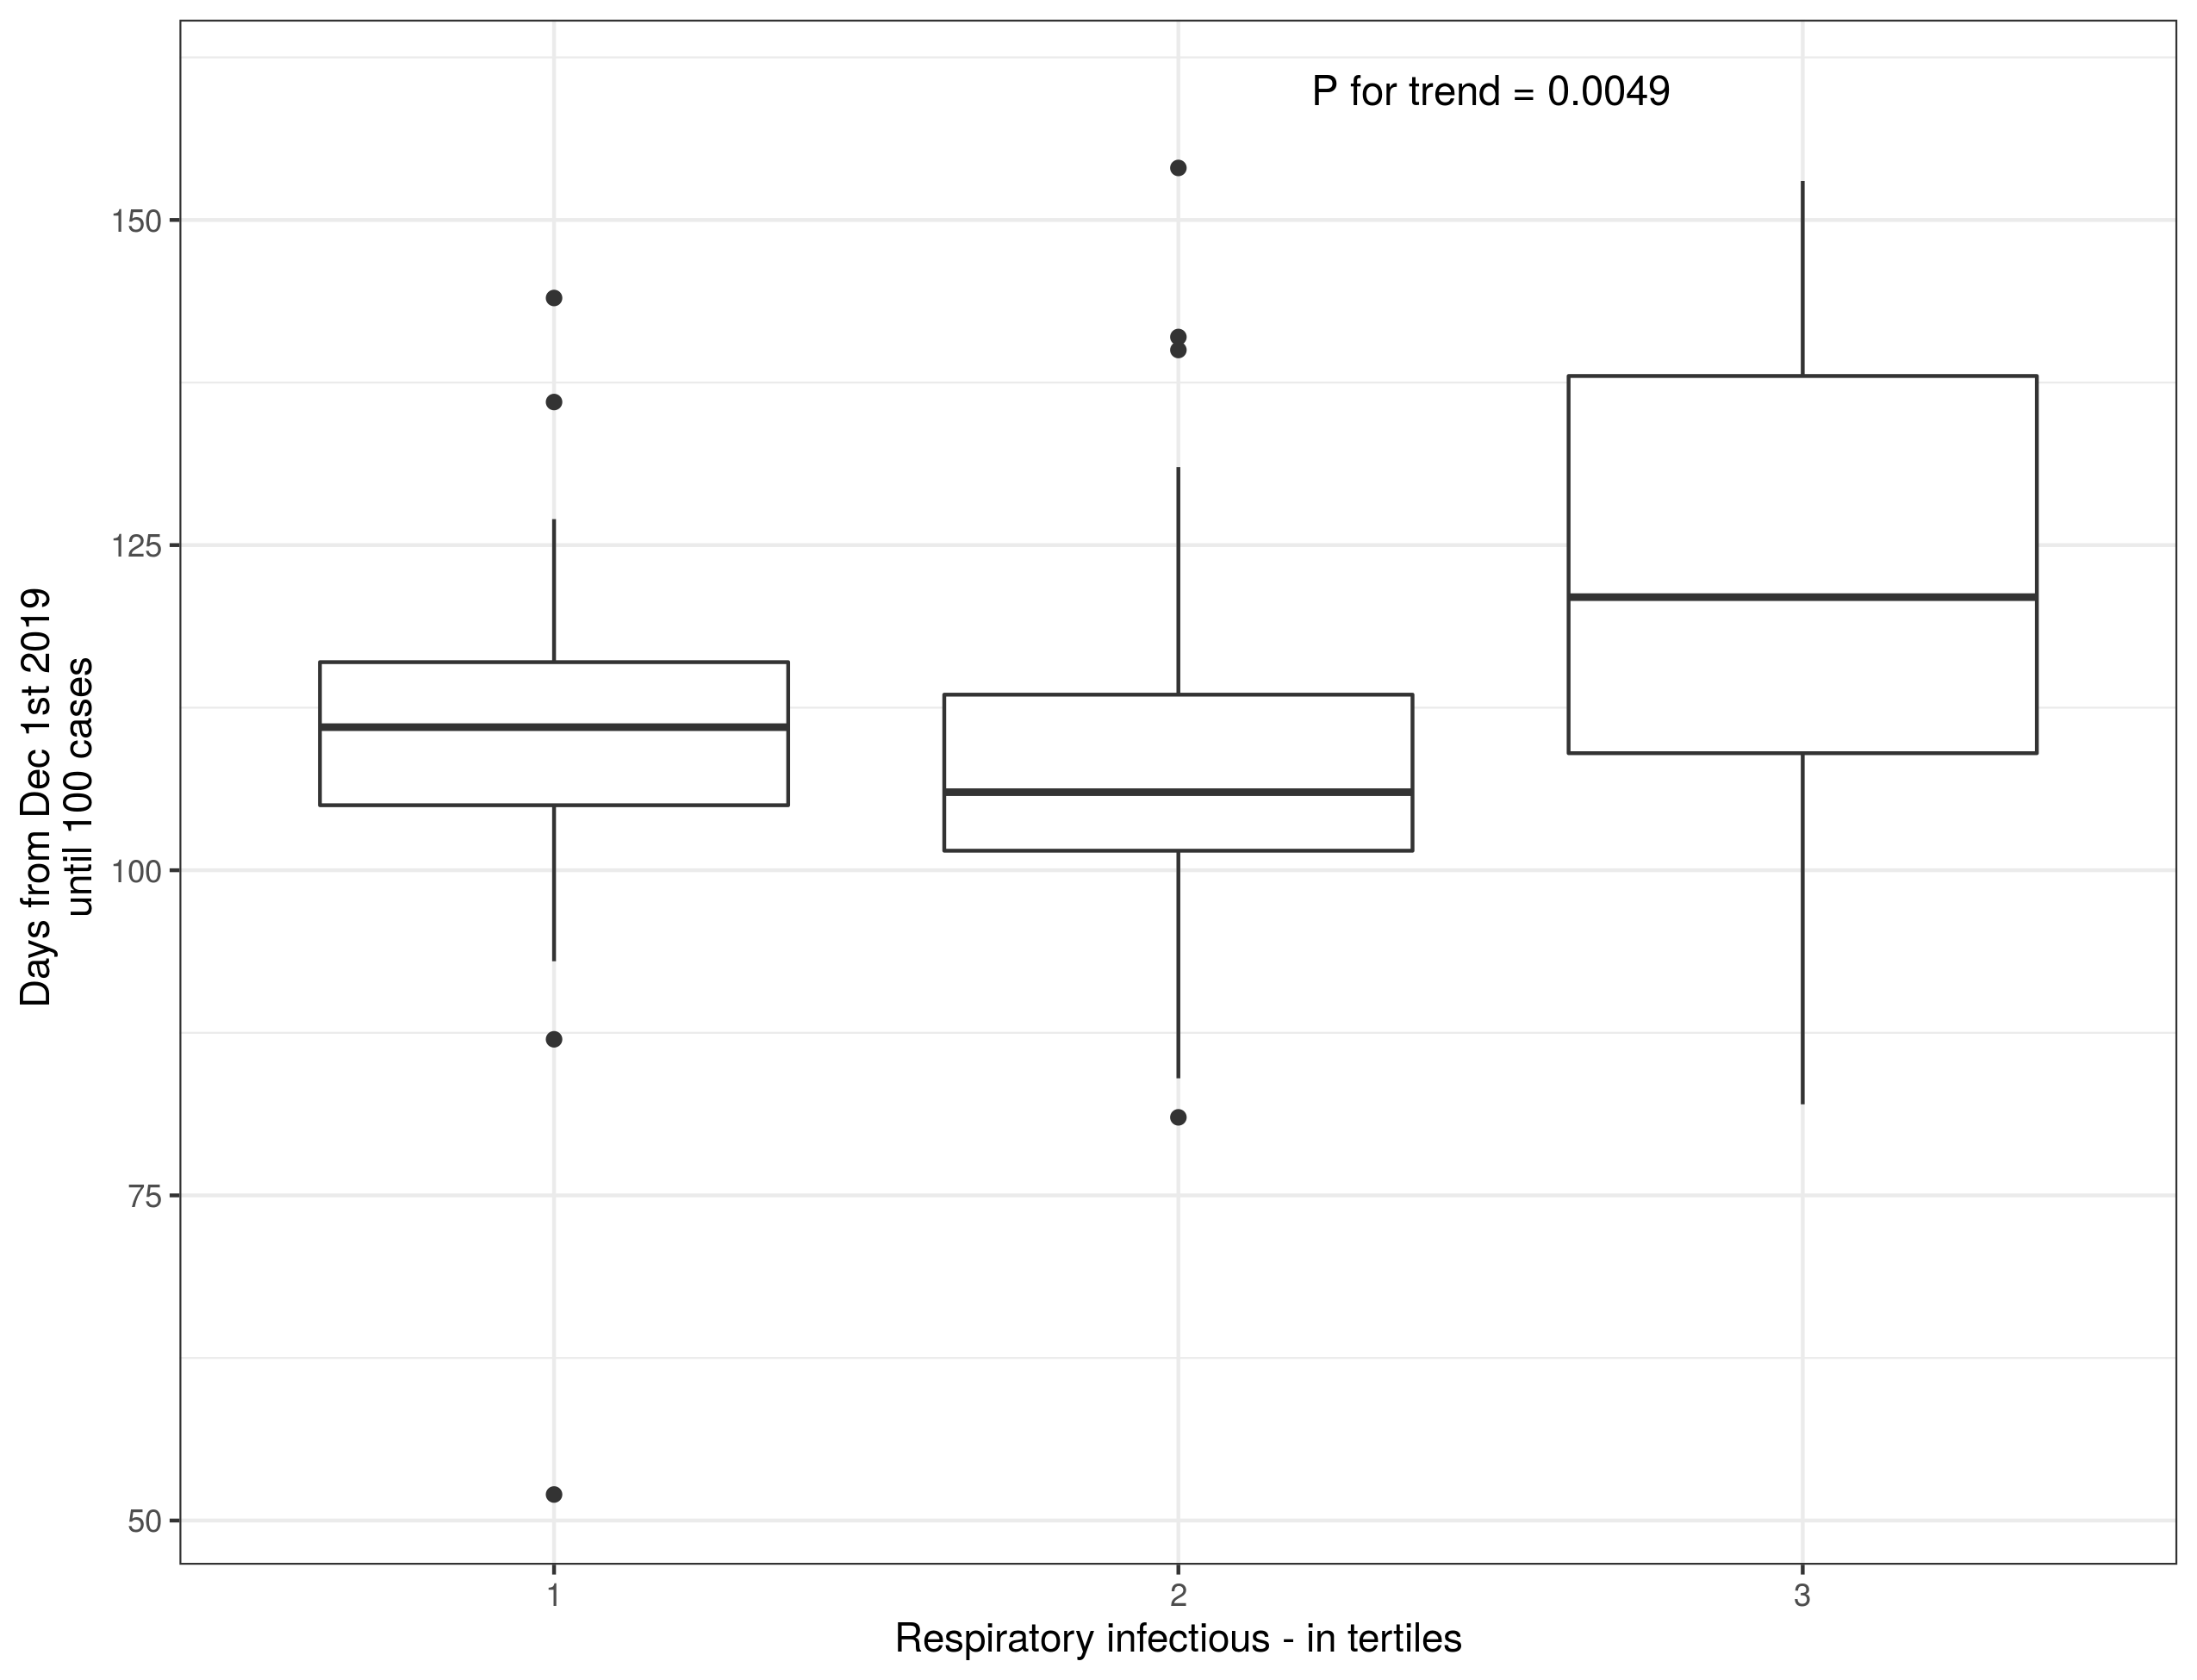 P for trend = 0.0049
150
125
100
75
50
Days from Dec 1st 2019
until 100 cases
1
2
3
Respiratory infectious - in tertiles